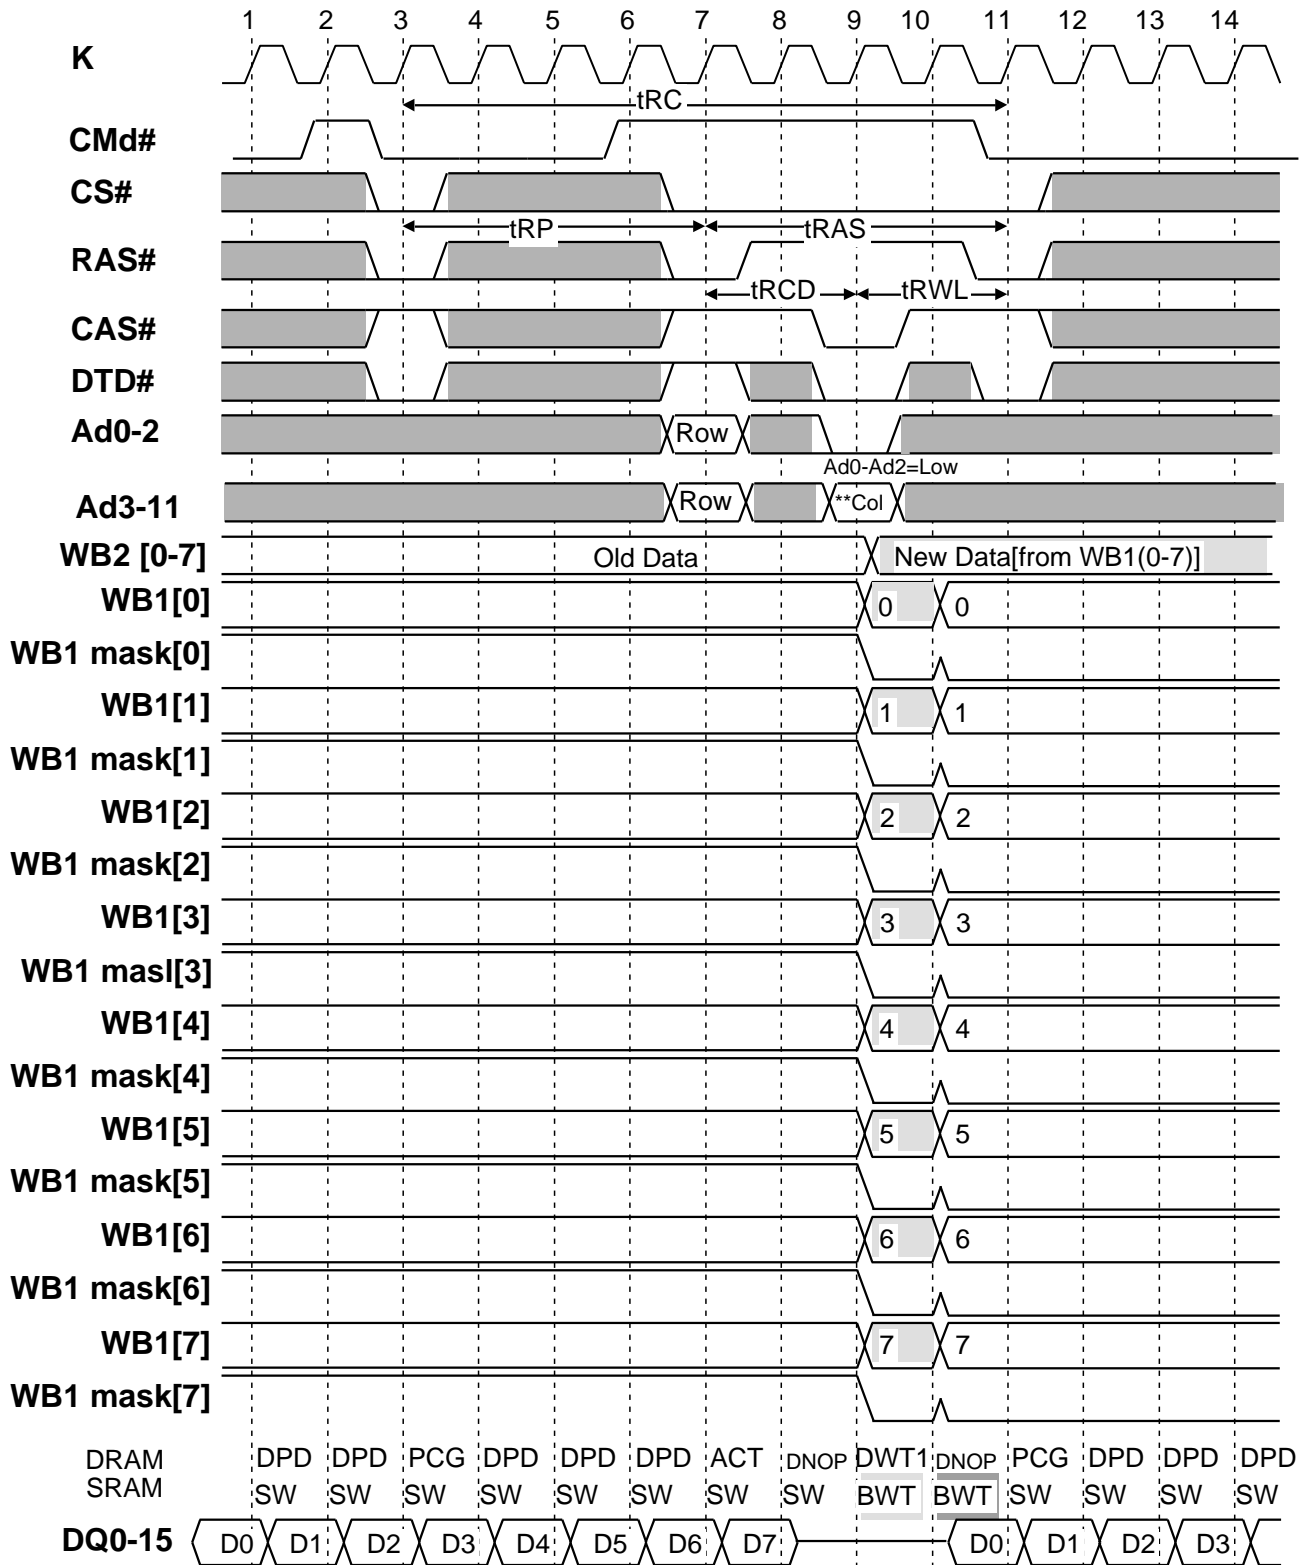 1 2 3 4 5 6 7 8 9 10 11 12 13 14
K
tRC
CMd#
CS#
tRP tRAS
RAS#
tRCD tRWL
CAS#
DTD#
Ad0-2 Row
Ad0-Ad2=Low
Ad3-11 Row **Col
WB2 [0-7] Old Data New Data[from WB1(0-7)]
WB1[0] 0 0
WB1 mask[0]
WB1[1] 1 1
WB1 mask[1]
WB1[2] 2 2
WB1 mask[2]
WB1[3] 3 3
WB1 masl[3]
WB1[4] 4 4
WB1 mask[4]
WB1[5] 5 5
WB1 mask[5]
WB1[6] 6 6
WB1 mask[6]
WB1[7] 7 7
WB1 mask[7]
DRAM DPD DPD PCG DPD DPD DPD ACT DNOP DWT1 DNOP PCG DPD DPD DPD
SRAM SW SW SW SW SW SW SW SW BWT BWT SW SW SW SW
DQ0-15 D0 D1 D2 D3 D4 D5 D6 D7 D0 D1 D2 D3